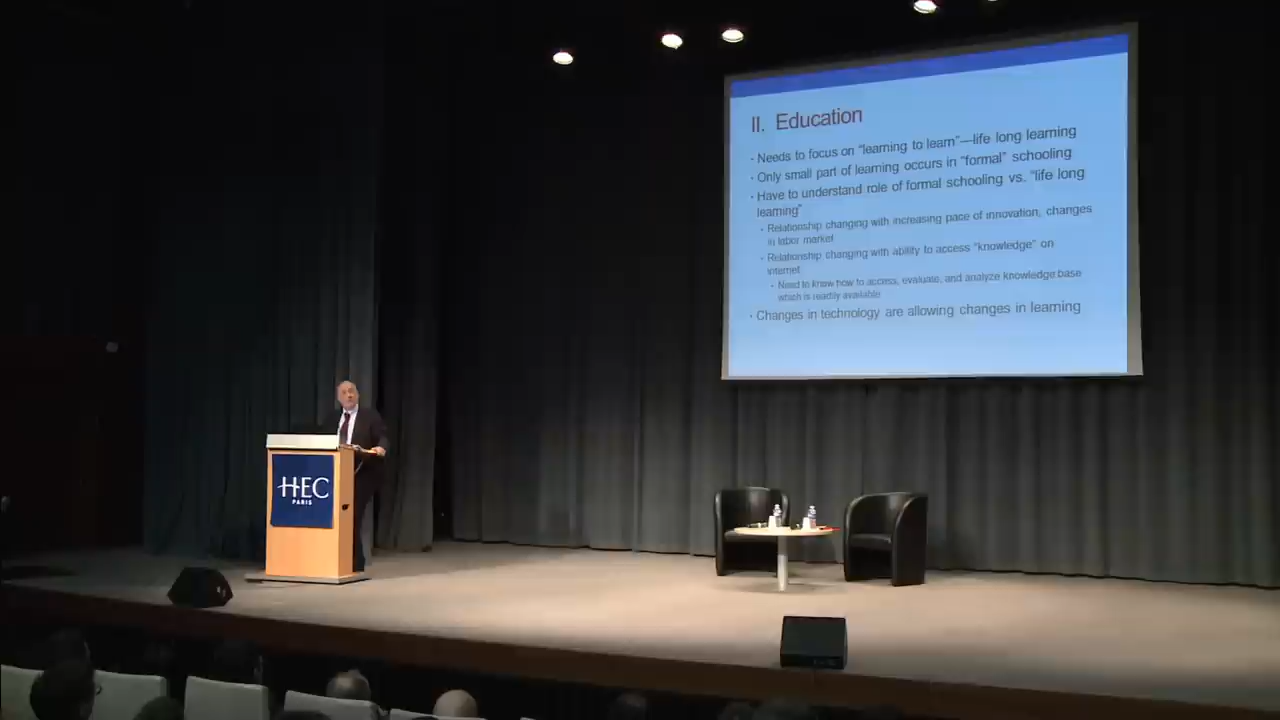 II. Education
· Needs to focus on “learning to learn”—life long learning
· Only small part of learning occurs in “formal” schooling
· Have to understand role of formal schooling vs. “life long
learning”
· Relationship changing with increasing pace of innovation, changes
in labor market
· Relationship changing with ability to access “knowledge” on
internet
· Need to know how to access, evaluate, and analyze knowledge base
which is readily available
· Changes in technology are allowing changes in learning
HEC
PARIS